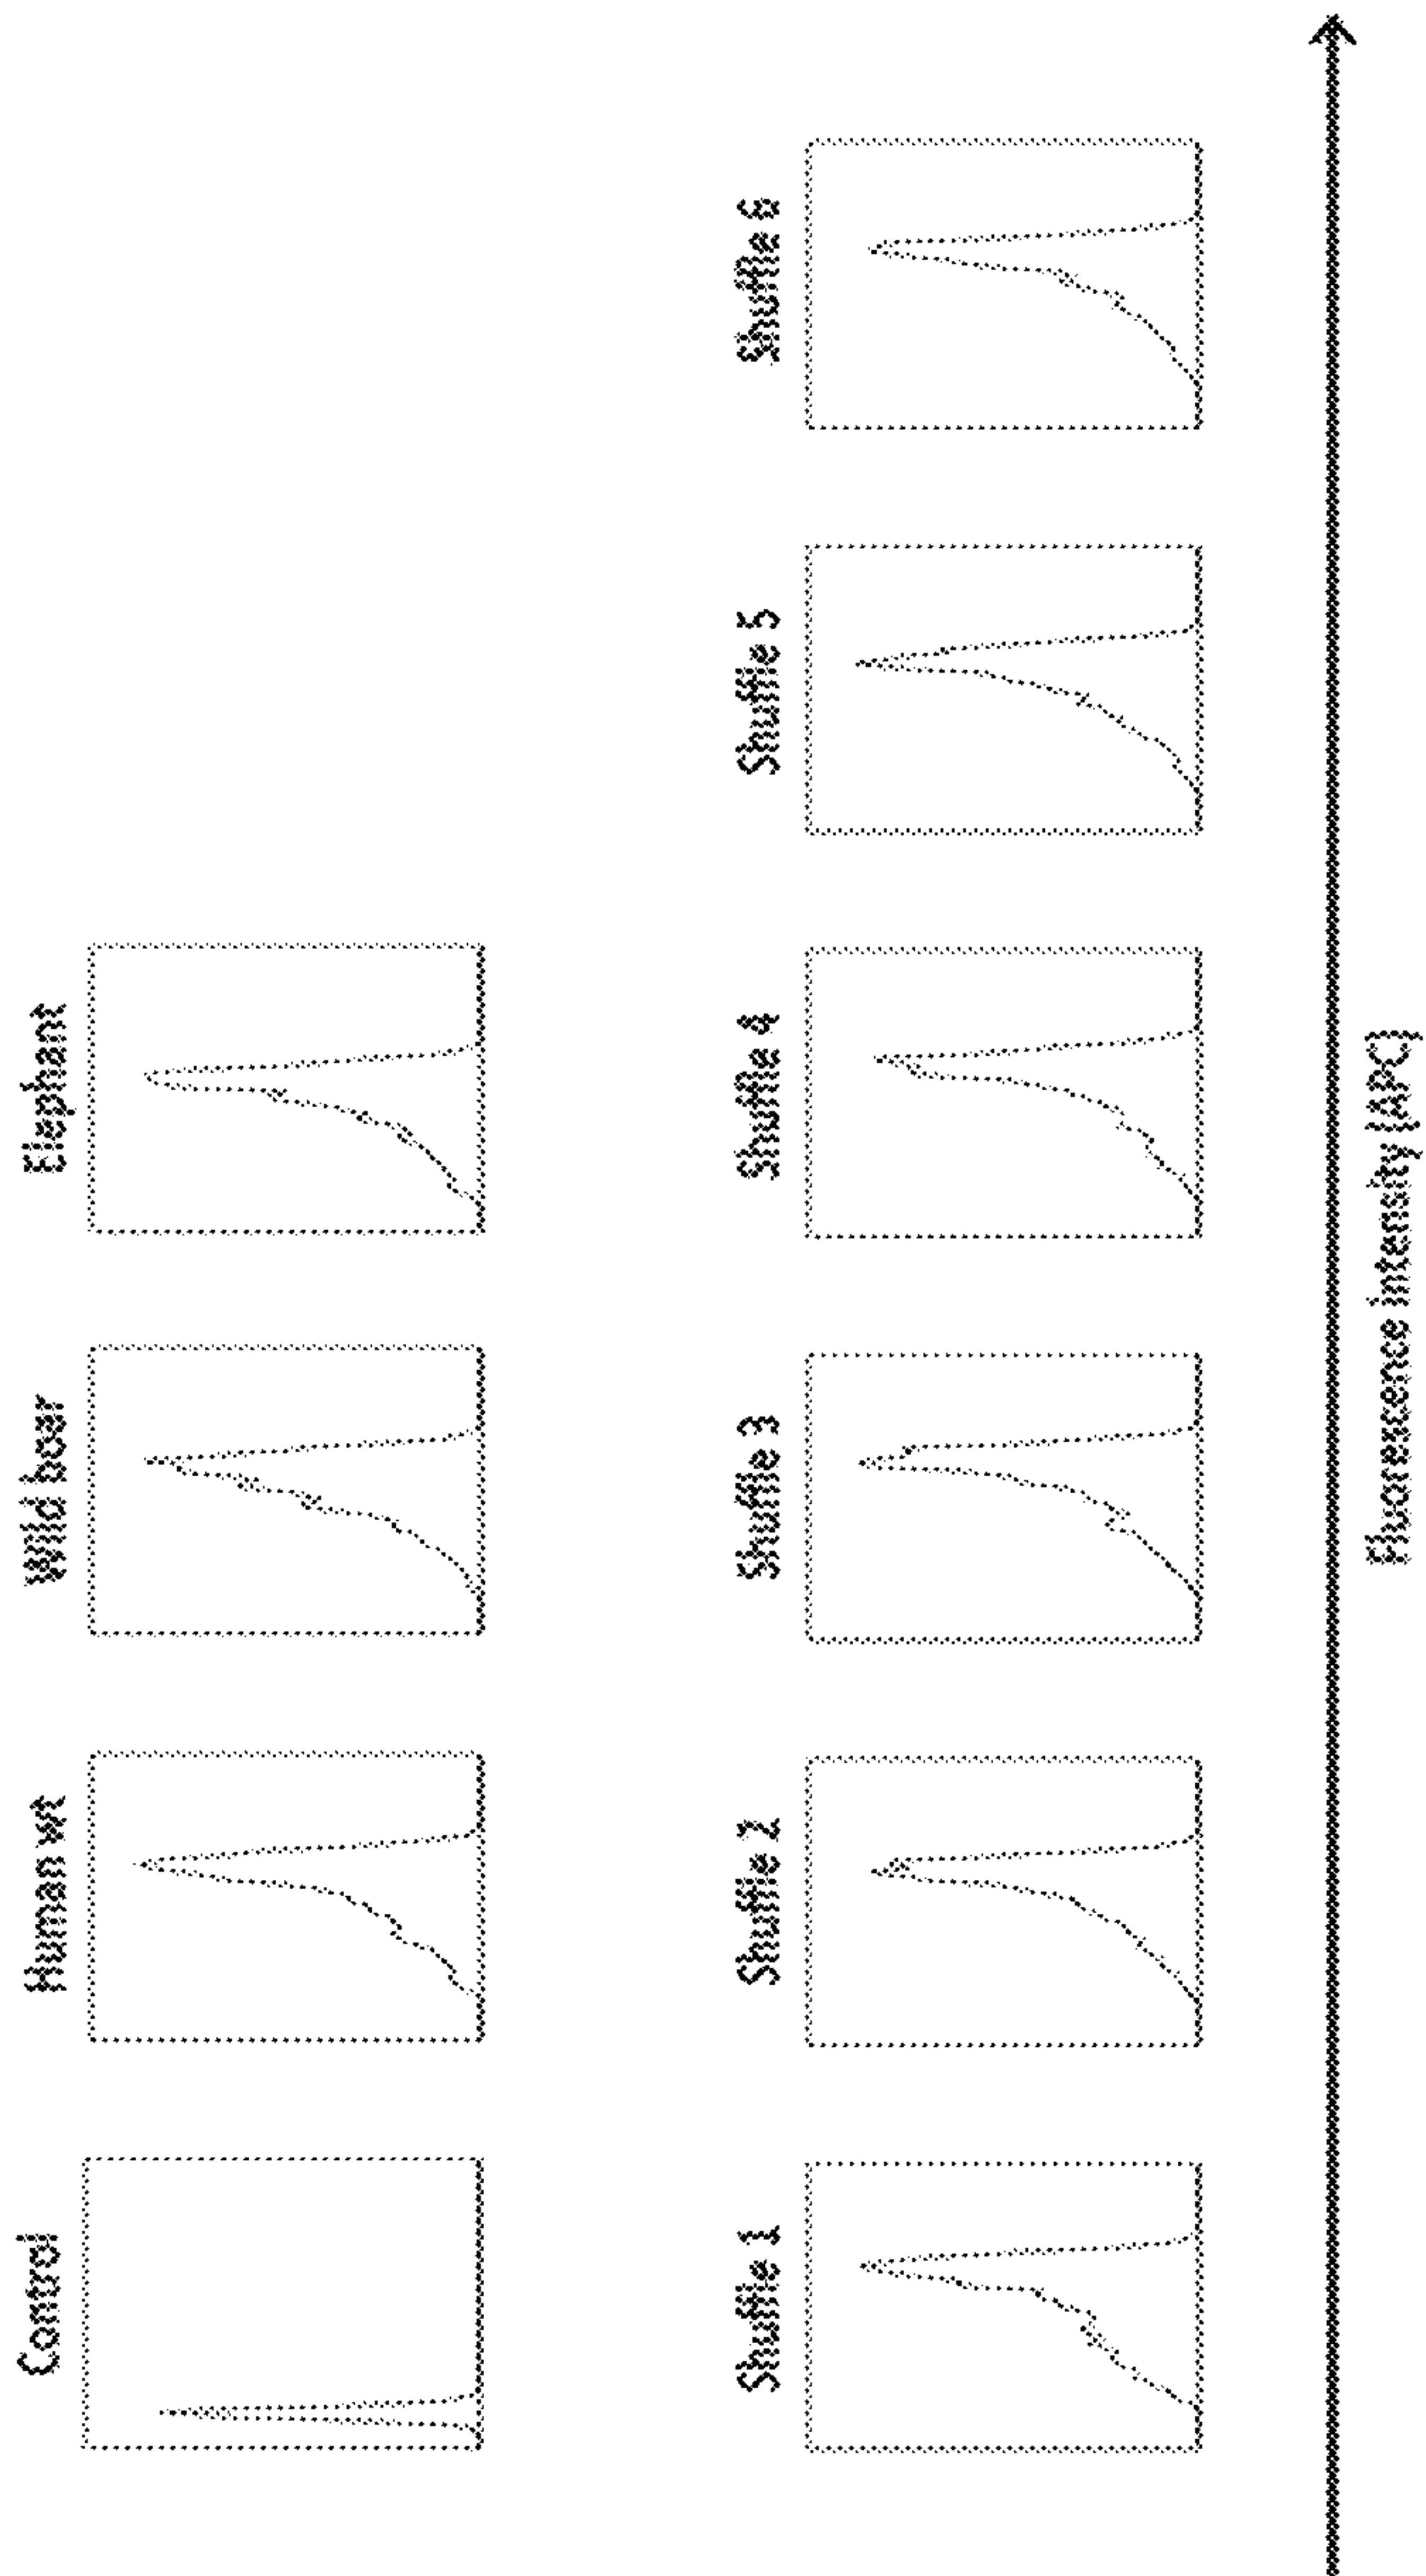 Control
Human wt
Wild boar
Elephant
Shuffle 1
Shuffle 2
Shuffle 3
Shuffle 4
Shuffle 5
Shuffle 6
Fluorescence intensity [APC]